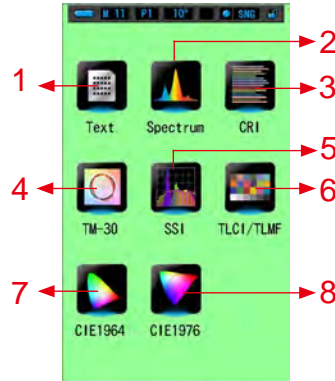 M 11 P1 10° SNG
2
1 3
Text Spectrum CRI
5
4 6
TM-30 SSI TLCI/TLMF
7 8
CIE1964 CIE1976